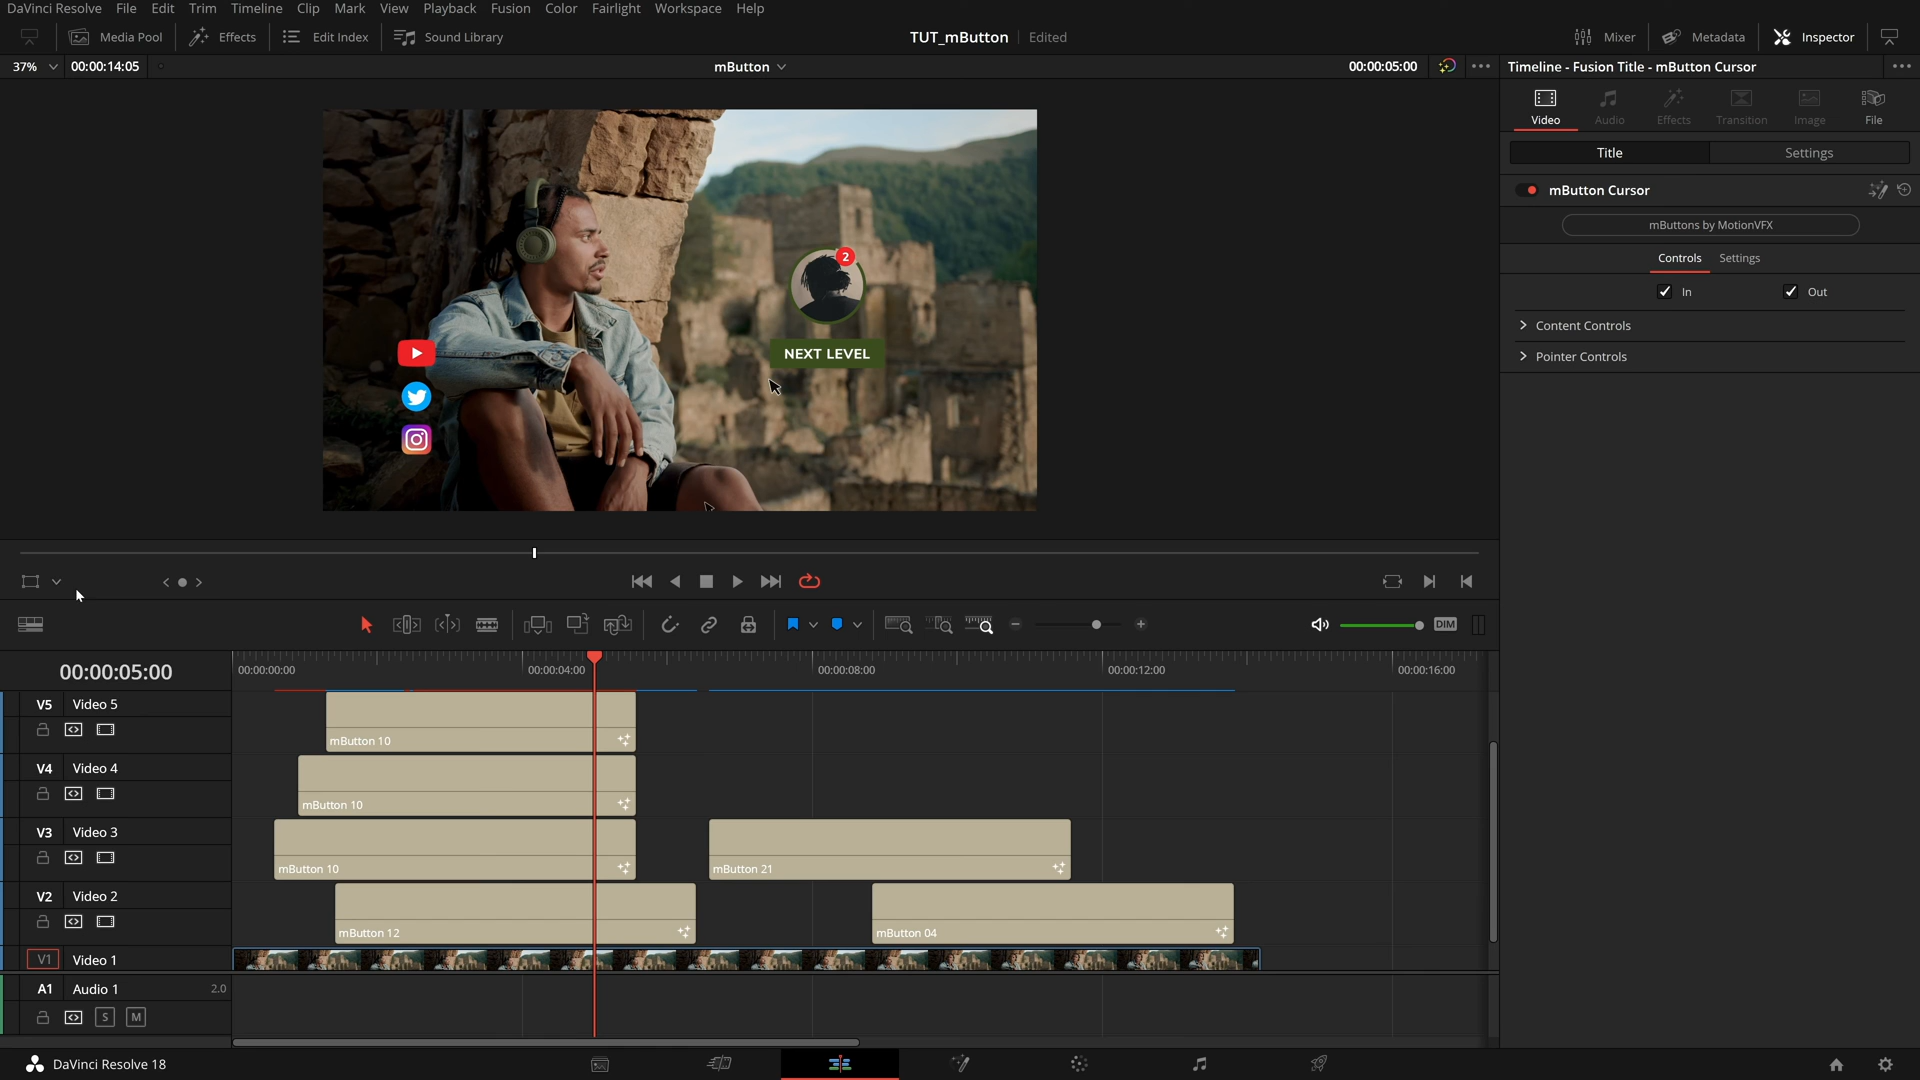 DaVinci Resolve File Edit Trim Timeline Clip Mark View Playback Fusion Color Fairlight Workspace Help
Media Pool Effects Edit Index Sound Library TUT_mButton Edited Mixer Metadata Inspector
37% 00:00:14:05 mButton 00:00:05:00 Timeline - Fusion Title - mButton Cursor
Video Audio Effects Transition Image File
Title Settings
mButton Cursor
mButtons by MotionVFX
Controls Settings
In Out
Content Controls
Pointer Controls
2
NEXT LEVEL
DIM
00:00:05:00 00:00:00:00 00:00:04:00 00:00:08:00 00:00:12:00 00:00:16:00
V5 Video 5
mButton 10
V4 Video 4
mButton 10
V3 Video 3
mButton 10 mButton 21
V2 Video 2
mButton 12 mButton 04
V1 Video 1
A1 Audio 1 2.0
S M
DaVinci Resolve 18